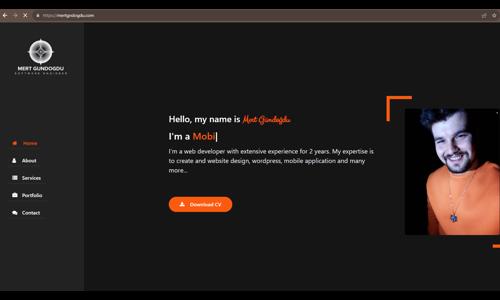 https://mertgndogdu.com
MERT GUNDOGDU
SOFTWARE ENGINEER
Home
About
Services
Portfolio
Contact
Hello, my name is Mert Gündoğdu
I'm a Mobi
I'm a web developer with extensive experience for 2 years. My expertise is
to create and website design, wordpress, mobile application and many
more...
Download CV